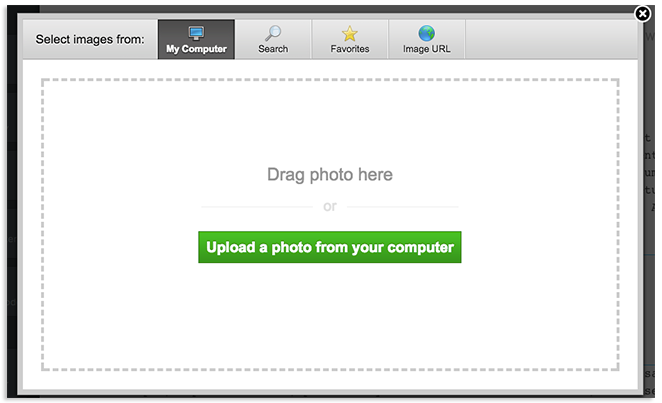 Select images from:
My Computer
Search
Favorites
Image URL
Drag photo here
or
Upload a photo from your computer